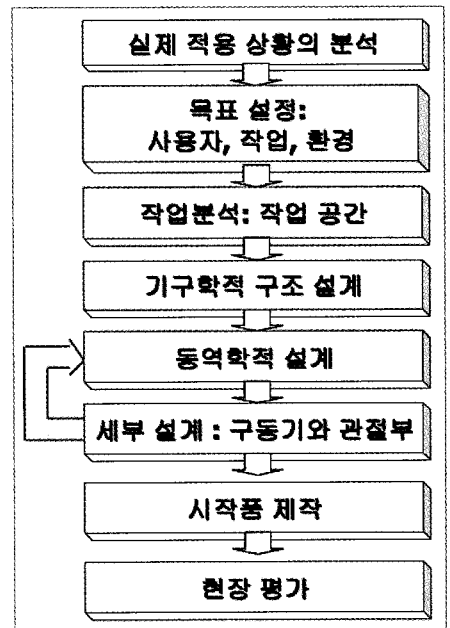 실제 적용 상황의 분석
목표 설정:
사용자, 작업, 환경
작업분석: 작업 공간
기구학적 구조 설계
동역학적 설계
세부 설계 : 구동기와 관절부
시작품 제작
현장 평가